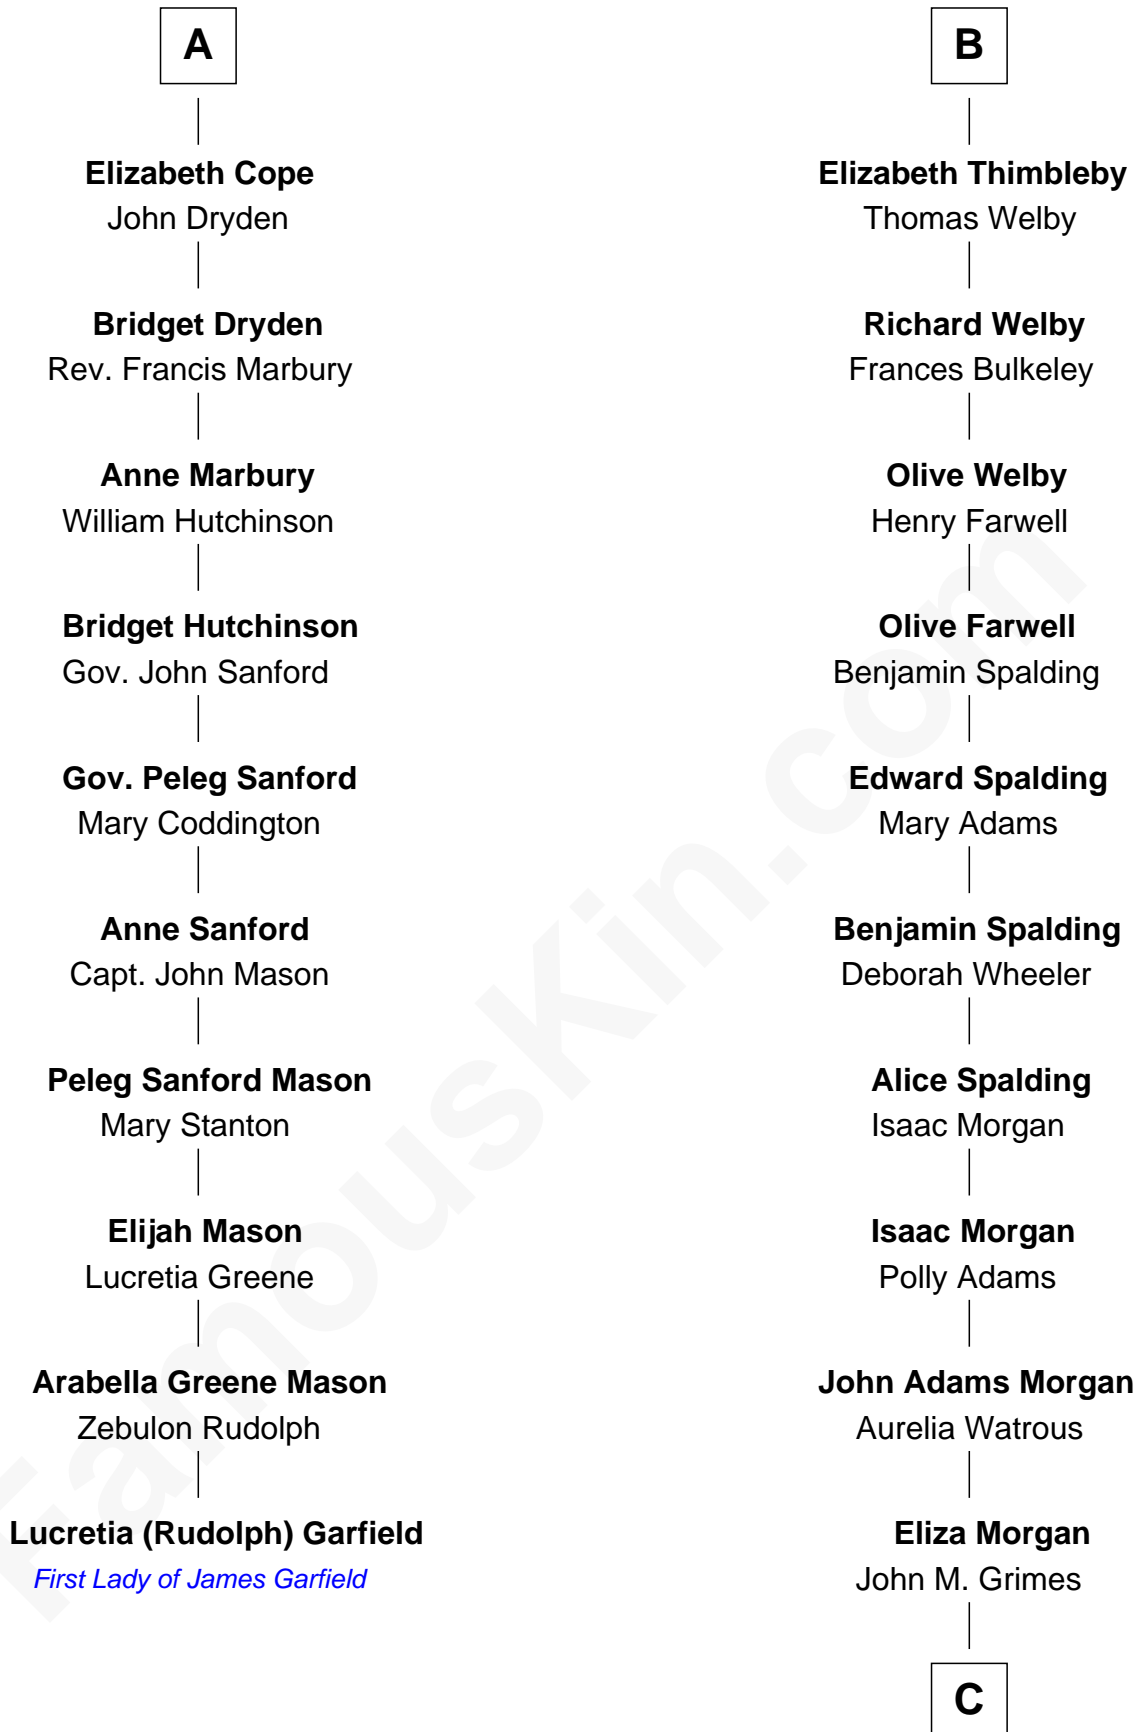 A
Elizabeth Cope
John Dryden
Bridget Dryden
Rev. Francis Marbury
Anne Marbury
William Hutchinson
Bridget Hutchinson
Gov. John Sanford
Gov. Peleg Sanford
Mary Coddington
Anne Sanford
Capt. John Mason
Peleg Sanford Mason
Mary Stanton
Elijah Mason
Lucretia Greene
Arabella Greene Mason
Zebulon Rudolph
Lucretia (Rudolph) Garfield
First Lady of James Garfield
B
Elizabeth Thimbleby
Thomas Welby
Richard Welby
Frances Bulkeley
Olive Welby
Henry Farwell
Olive Farwell
Benjamin Spalding
Edward Spalding
Mary Adams
Benjamin Spalding
Deborah Wheeler
Alice Spalding
Isaac Morgan
Isaac Morgan
Polly Adams
John Adams Morgan
Aurelia Watrous
Eliza Morgan
John M. Grimes
C
FamousKin.com